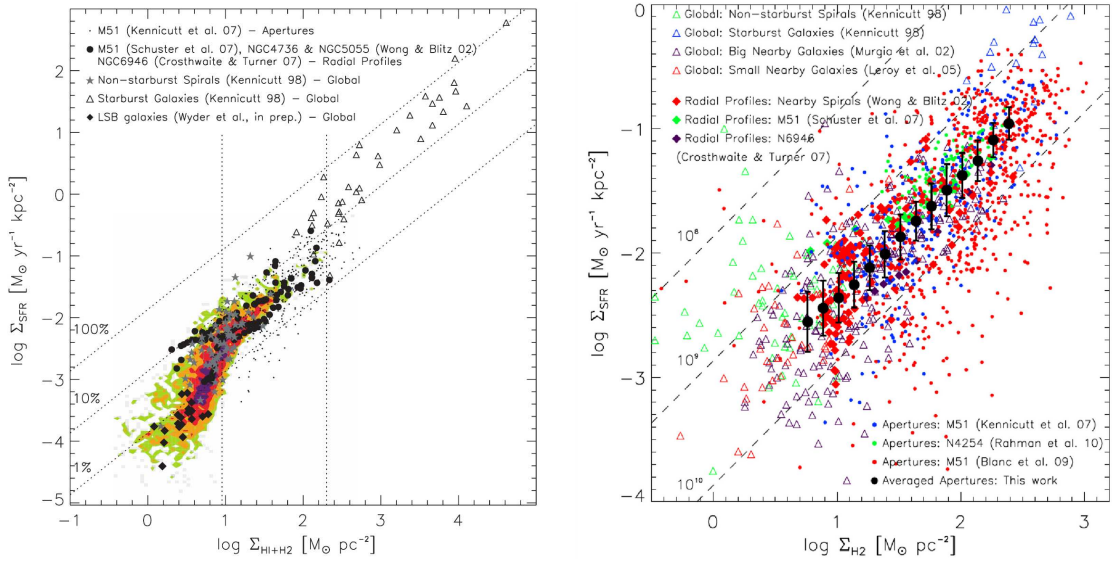 M51 (Kennicutt et al. 07) – Apertures
M51 (Schuster et al. 07), NGC4736 & NGC5055 (Wong & Blitz 02)
NGC6946 (Crosthwaite & Turner 07) – Radial Profiles
Non-starburst Spirals (Kennicutt 98) – Global
Starburst Galaxies (Kennicutt 98) – Global
LSB galaxies (Wyder et al., in prep.) – Global
2
1
0
−1
−2
−3
−4
−5
100%
10%
1%
−1 0 1 2 3 4
log Σ_SFR [M⊙ yr⁻¹ kpc⁻²]
log Σ_HI+H2 [M⊙ pc⁻²]
Global: Non-starburst Spirals (Kennicutt 98)
Global: Starburst Galaxies (Kennicutt 98)
Global: Big Nearby Galaxies (Murgia et al. 02)
Global: Small Nearby Galaxies (Leroy et al. 05)
Radial Profiles: Nearby Spirals (Wong & Blitz 02)
Radial Profiles: M51 (Schuster et al. 07)
Radial Profiles: N6946
(Crosthwaite & Turner 07)
0
−1
−2
−3
−4
10⁸
10⁹
10¹⁰
Apertures: M51 (Kennicutt et al. 07)
Apertures: N4254 (Rahman et al. 10)
Apertures: M51 (Blanc et al. 09)
Averaged Apertures: This work
0 1 2 3
log Σ_SFR [M⊙ yr⁻¹ kpc⁻²]
log Σ_H2 [M⊙ pc⁻²]